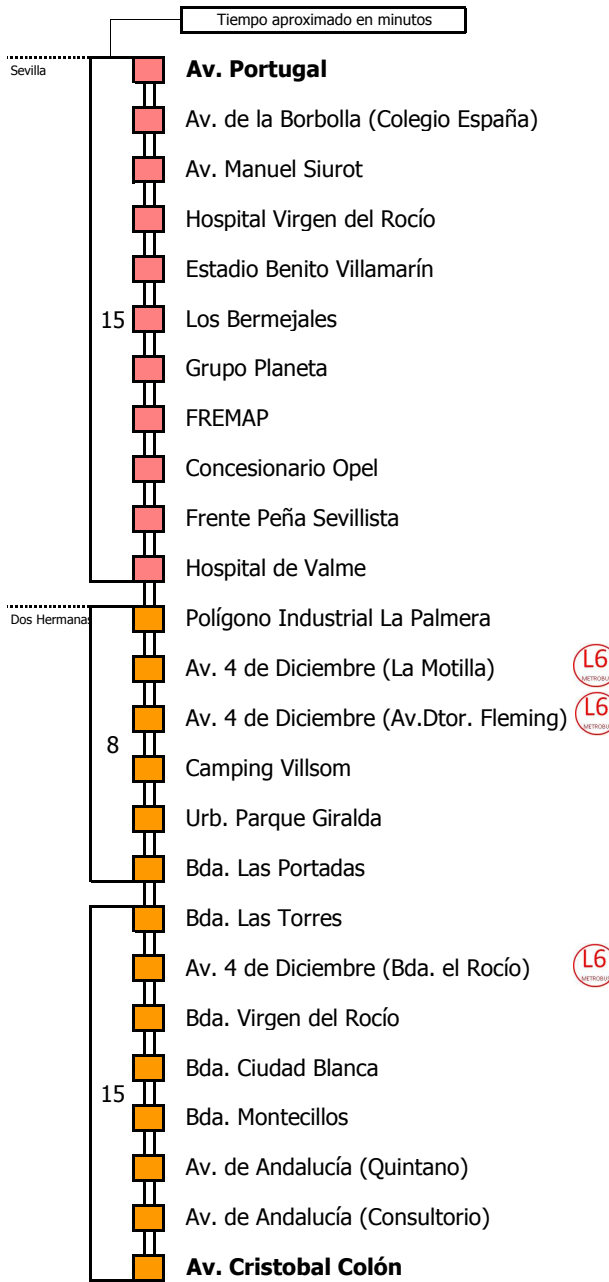 Tiempo aproximado en minutos
Sevilla
Av. Portugal
Av. de la Borbolla (Colegio España)
Av. Manuel Siurot
Hospital Virgen del Rocío
Estadio Benito Villamarín
15
Los Bermejales
Grupo Planeta
FREMAP
Concesionario Opel
Frente Peña Sevillista
Hospital de Valme
Dos Hermanas
Polígono Industrial La Palmera
Av. 4 de Diciembre (La Motilla)
L6
METROBUS
Av. 4 de Diciembre (Av.Dtor. Fleming)
L6
METROBUS
8
Camping Villsom
Urb. Parque Giralda
Bda. Las Portadas
Bda. Las Torres
Av. 4 de Diciembre (Bda. el Rocío)
L6
METROBUS
Bda. Virgen del Rocío
Bda. Ciudad Blanca
15
Bda. Montecillos
Av. de Andalucía (Quintano)
Av. de Andalucía (Consultorio)
Av. Cristobal Colón